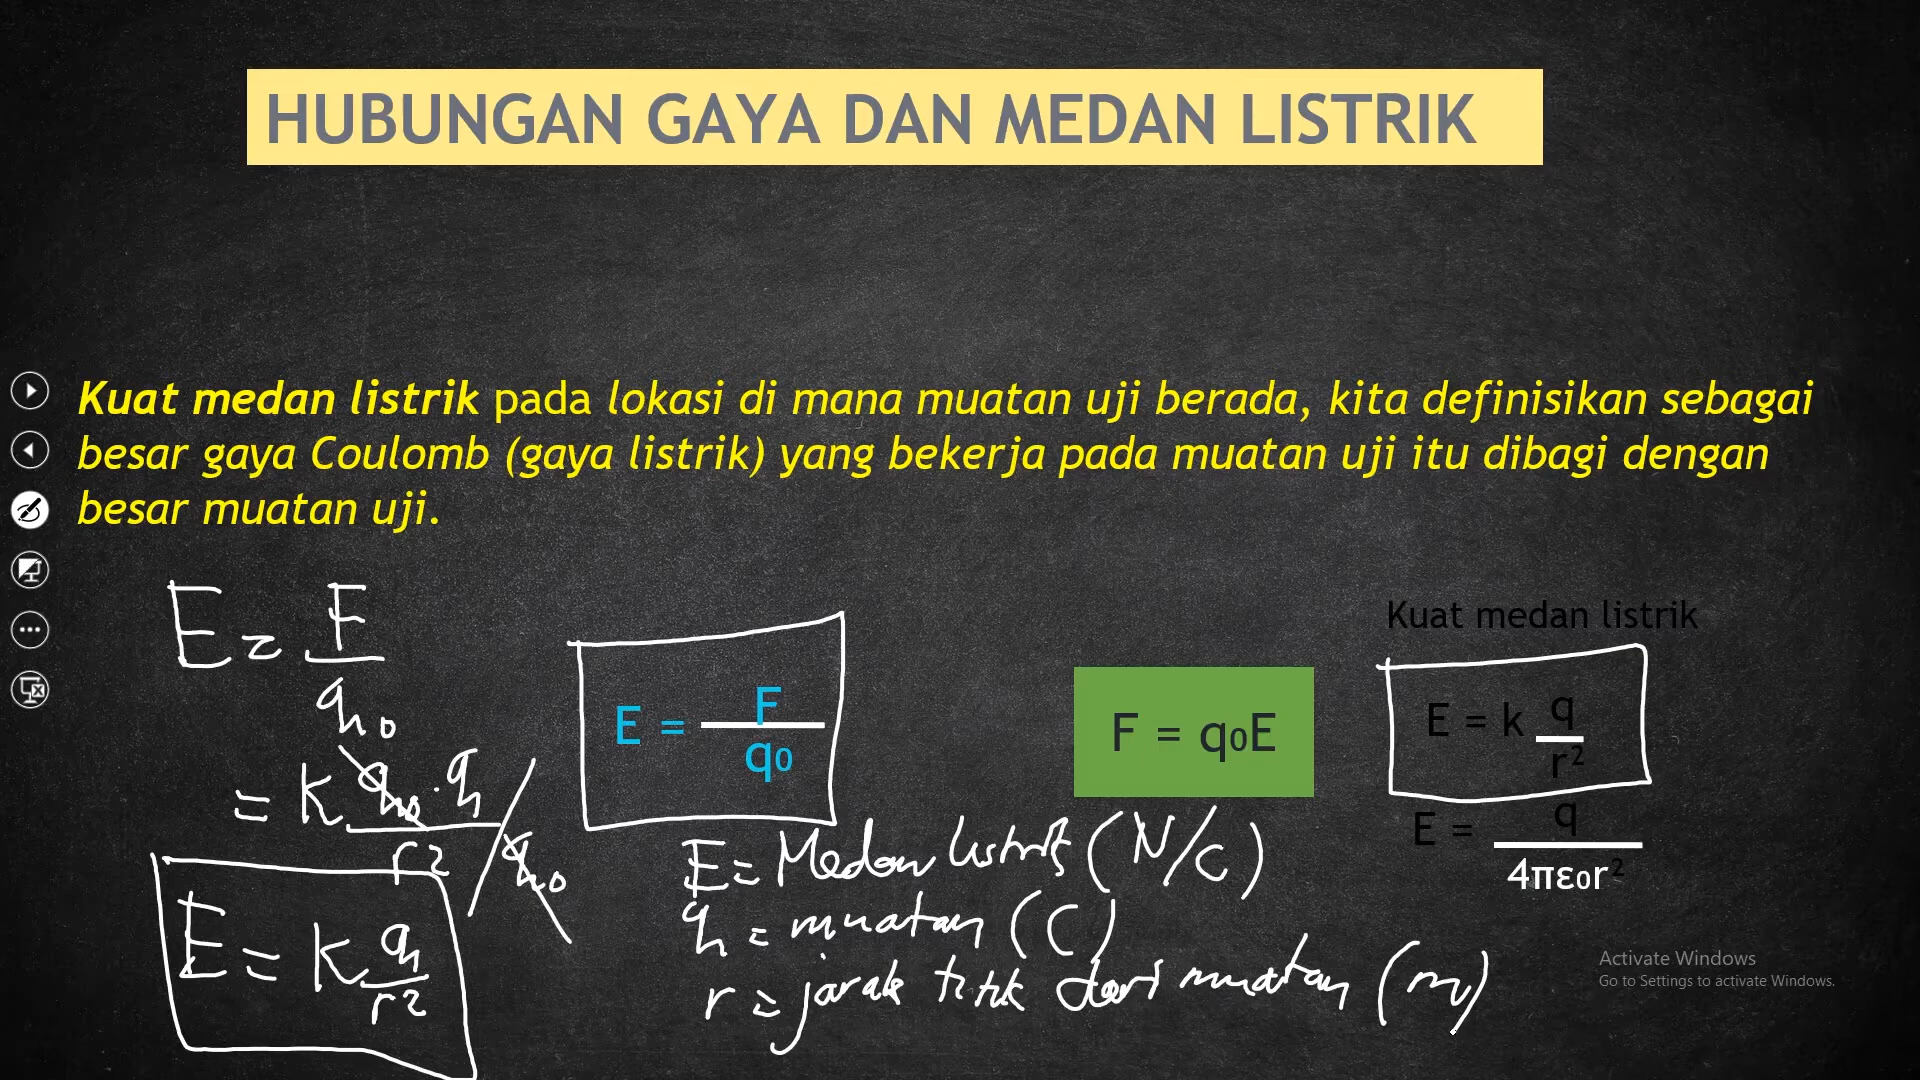 HUBUNGAN GAYA DAN MEDAN LISTRIK
Kuat medan listrik pada lokasi di mana muatan uji berada, kita definisikan sebagai
besar gaya Coulomb (gaya listrik) yang bekerja pada muatan uji itu dibagi dengan
besar muatan uji.
E = F
q0
= k q0 . q
r2 / q0
E = k q
r2
E = F
q0
F = q0E
Kuat medan listrik
E = k q
r²
E = q
4πε0r²
E = Medan listrik (N/C)
q = muatan (C)
r = jarak titik dari muatan (m)
Activate Windows
Go to Settings to activate Windows.